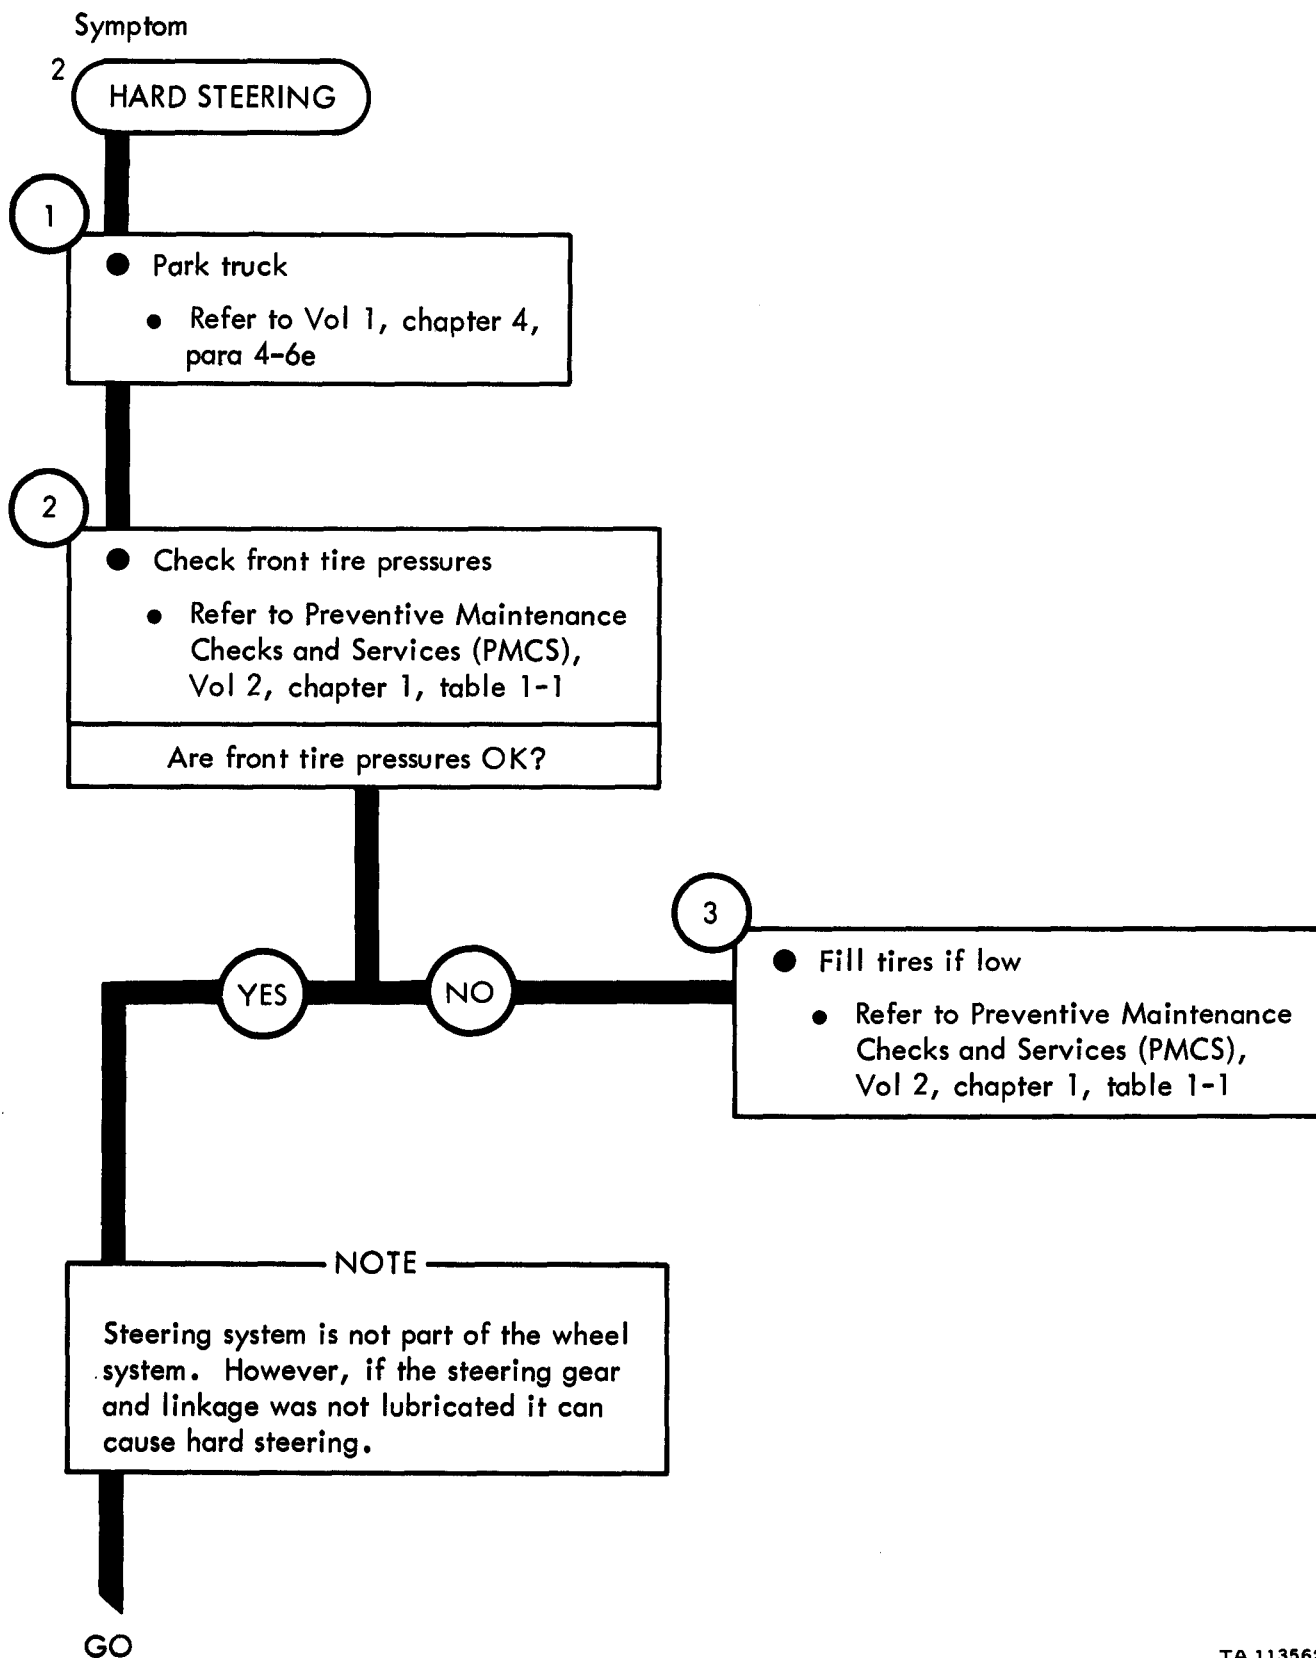 Symptom
2
HARD STEERING
1
● Park truck
● Refer to Vol 1, chapter 4,
para 4-6e
2
● Check front tire pressures
● Refer to Preventive Maintenance
Checks and Services (PMCS),
Vol 2, chapter 1, table 1-1
Are front tire pressures OK?
YES
NO
3
● Fill tires if low
● Refer to Preventive Maintenance
Checks and Services (PMCS),
Vol 2, chapter 1, table 1-1
NOTE
Steering system is not part of the wheel
system. However, if the steering gear
and linkage was not lubricated it can
cause hard steering.
GO
TA